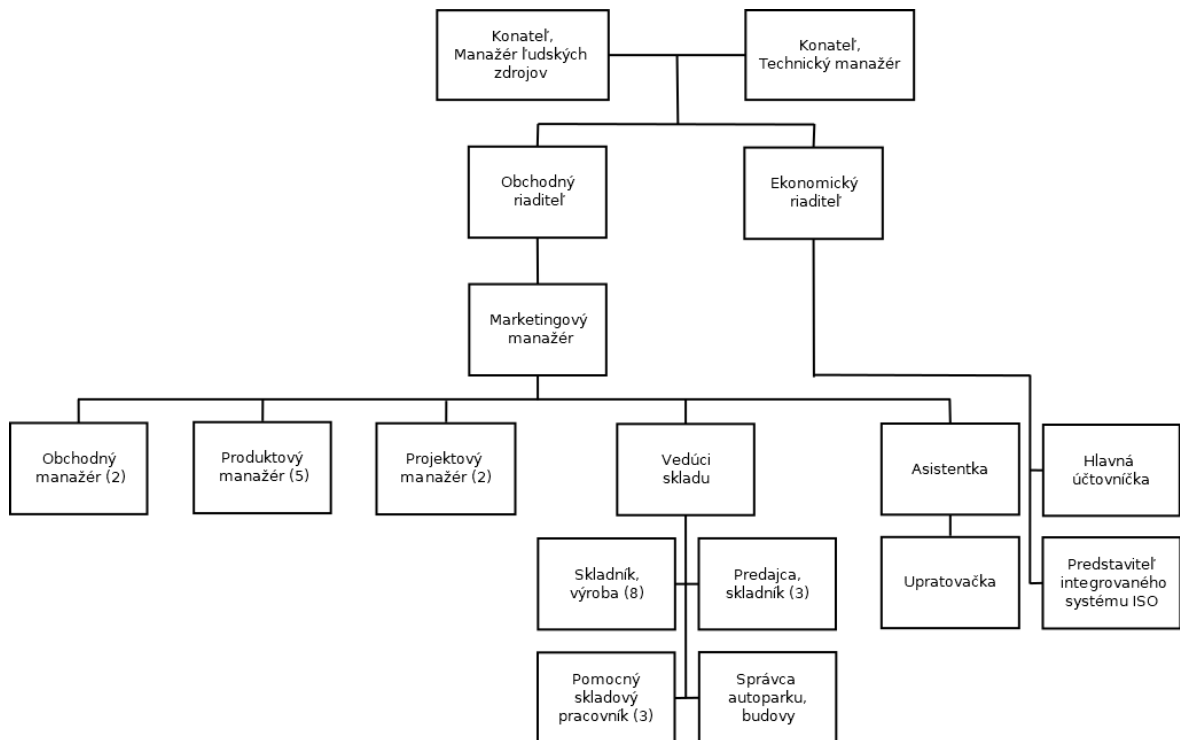 Konateľ,
Manažér ľudských
zdrojov
Konateľ,
Technický manažér
Obchodný
riaditeľ
Ekonomický
riaditeľ
Marketingový
manažér
Obchodný
manažér (2)
Produktový
manažér (5)
Projektový
manažér (2)
Vedúci
skladu
Asistentka
Hlavná
účtovníčka
Skladník,
výroba (8)
Predajca,
skladník (3)
Upratovačka
Predstaviteľ
integrovaného
systému ISO
Pomocný
skladový
pracovník (3)
Správca
autoparku,
budovy